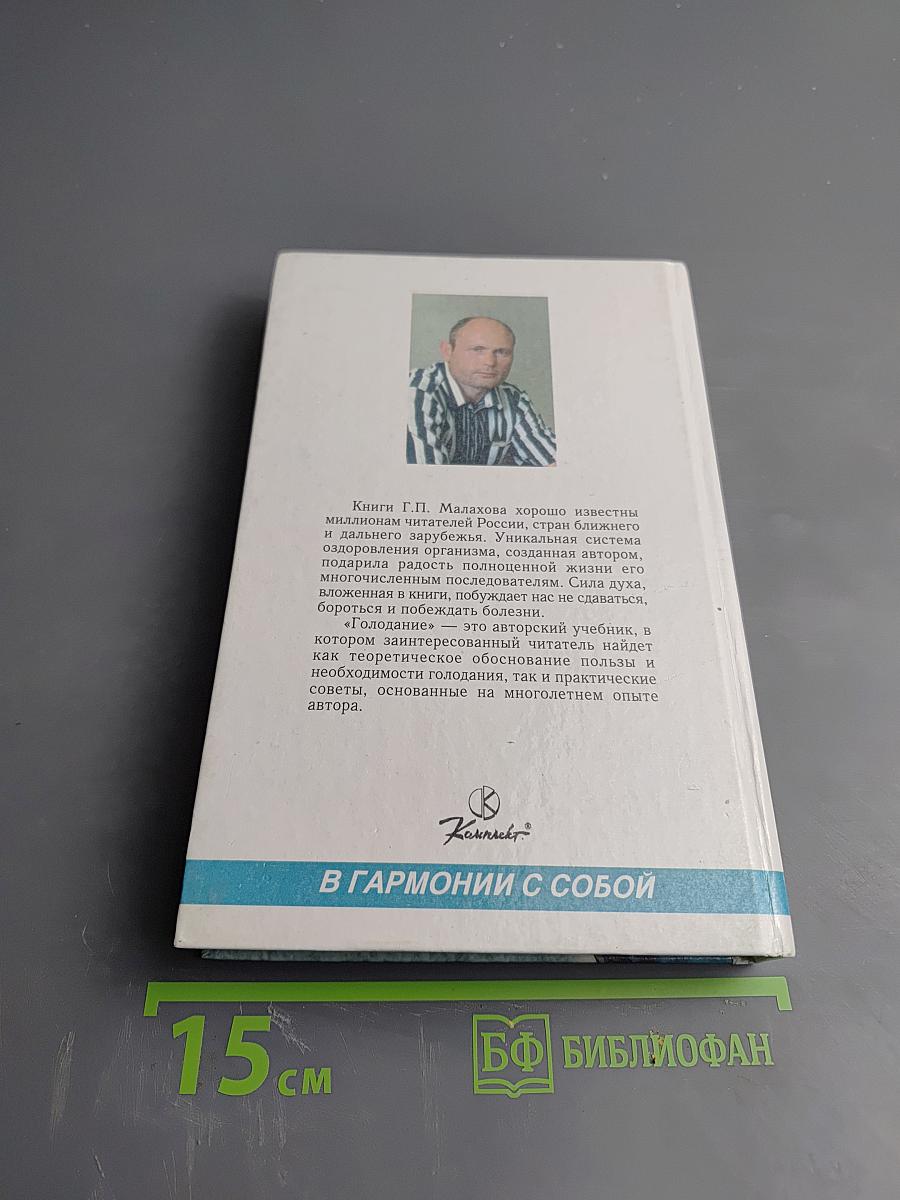 Книги Г.П. Малахова хорошо известны
миллионам читателей России, стран ближнего
и дальнего зарубежья. Уникальная система
оздоровления организма, созданная автором,
подарила радость полноценной жизни его
многочисленным последователям. Сила духа,
вложенная в книги, побуждает нас не сдаваться,
бороться и побеждать болезни.
«Голодание» — это авторский учебник, в
котором заинтересованный читатель найдет
как теоретическое обоснование пользы и
необходимости голодания, так и практические
советы, основанные на многолетнем опыте
автора.
К
Комплект®
В ГАРМОНИИ С СОБОЙ
15 см
БФ БИБЛИОФАН